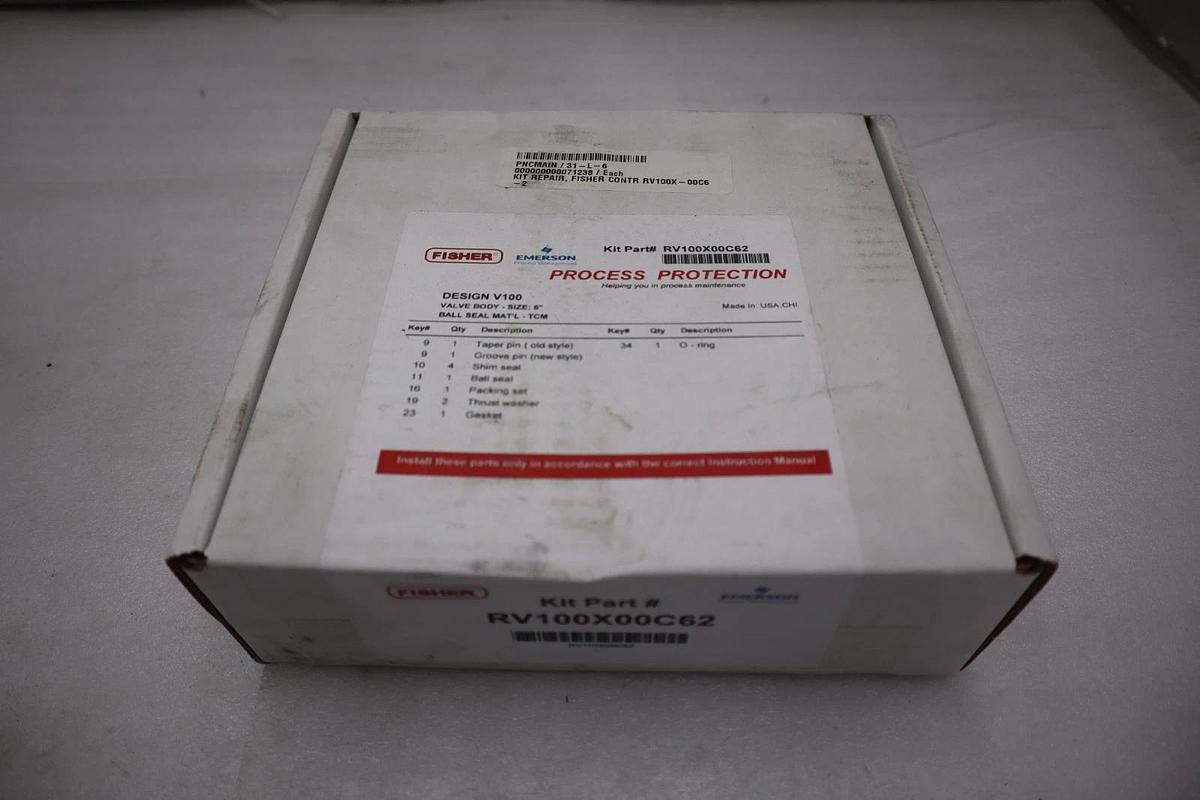 PNCMAIN / 31-L-6
000000000071238 / Each
KIT REPAIR, FISHER CONTR RV100X-00C6
-2
Kit Part# RV100X00C62
FISHER EMERSON
Process Management
PROCESS PROTECTION
Helping you in process maintenance
DESIGN V100
VALVE BODY - SIZE: 6"
Made In: USA,CHI
BALL SEAL MAT'L - TCM
Key# Qty Description Key# Qty Description
9 1 Taper pin ( old style) 34 1 O - ring
9 1 Groove pin (new style)
10 4 Shim seal
11 1 Ball seal
16 1 Packing set
19 2 Thrust washer
23 1 Gasket
Install these parts only in accordance with the correct Instruction Manual
FISHER EMERSON
Kit Part #
RV100X00C62
RV100X00C62